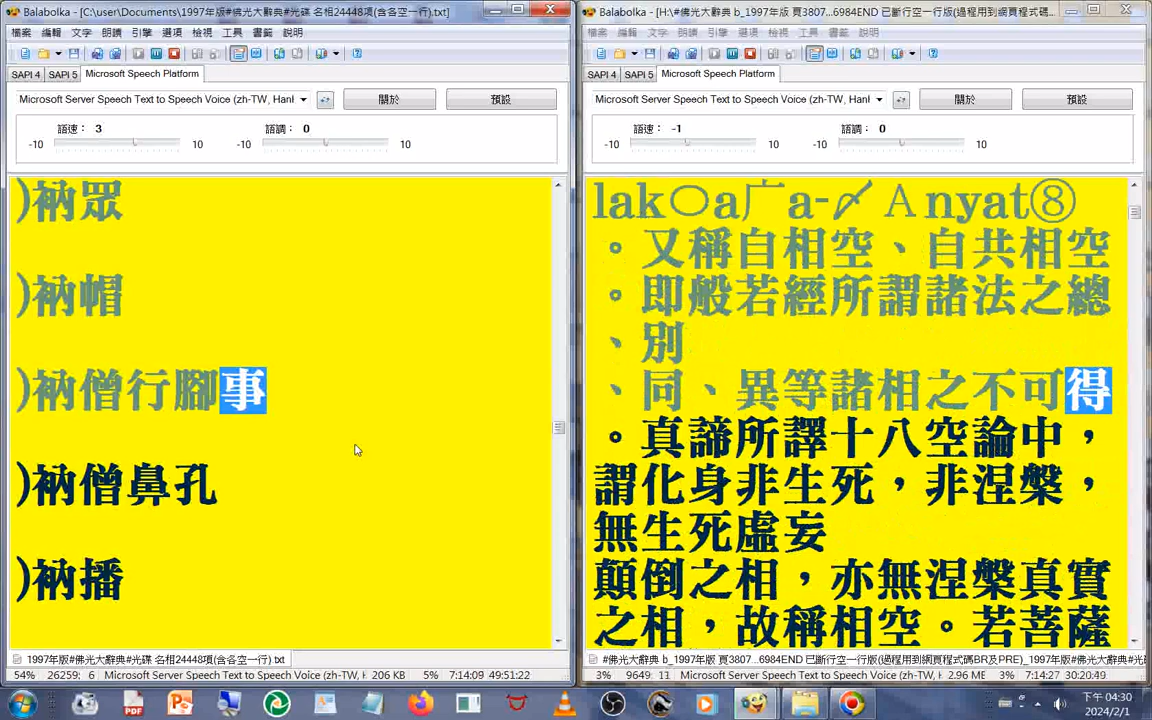 Balabolka - [C:\user\Documents\1997年版#佛光大辭典#光碟 名相24448項(含各空一行).txt]
檔案 編輯 文字 朗讀 引擎 選項 檢視 工具 書籤 說明
SAPI 4 SAPI 5 Microsoft Speech Platform
Microsoft Server Speech Text to Speech Voice (zh-TW, Hanl 關於 預設
語速： 3 語調： 0
-10 10 -10 10
)衲眾
)衲帽
)衲僧行腳事
)衲僧鼻孔
)衲播
1997年版#佛光大辭典#光碟 名相24448項(含各空一行).txt
54% 26281; 6 Microsoft Server Speech Text to Speech Voice (zh-TW, H 206 KB 5% 7:14:09 49:51:22
Balabolka - [H:\#佛光大辭典 b_1997年版 頁3807...6984END 已斷行空一行版(過程用到網頁程式碼
檔案 編輯 文字 朗讀 引擎 選項 檢視 工具 書籤 說明
SAPI 4 SAPI 5 Microsoft Speech Platform
Microsoft Server Speech Text to Speech Voice (zh-TW, Hanl 關於 預設
語速： -1 語調： 0
-10 10 -10 10
lak○a广a-〆Ａnyat⑧
。又稱自相空、自共相空
。即般若經所謂諸法之總
、別
、同、異等諸相之不可得
。真諦所譯十八空論中，
謂化身非生死，非涅槃，
無生死虛妄
顛倒之相，亦無涅槃真實
之相，故稱相空。若菩薩
#佛光大辭典 b_1997年版 頁3807...6984END 已斷行空一行版(過程用到網頁程式碼BR及PRE)_1997年版#光
3% 9649: 11 Microsoft Server Speech Text to Speech Voice (zh-TW, H 2.96 ME 3% 7:14:27 30:20:49
下午 04:30
2024/2/1